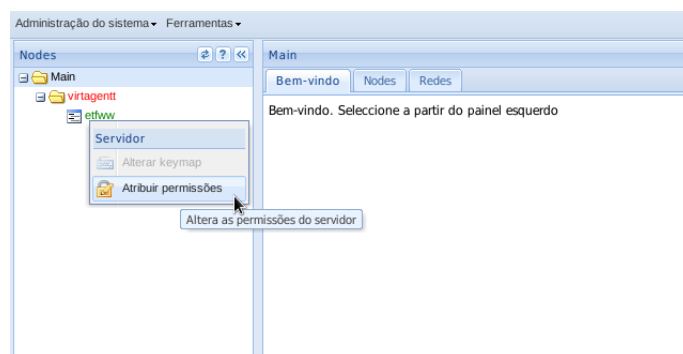 Administração do sistema Ferramentas
Nodes ? Main
Main
virtagentt
etfww
Bem-vindo Nodes Redes
Bem-vindo. Seleccione a partir do painel esquerdo
Servidor
Alterar keymap
Atribuir permissões
Altera as permissões do servidor